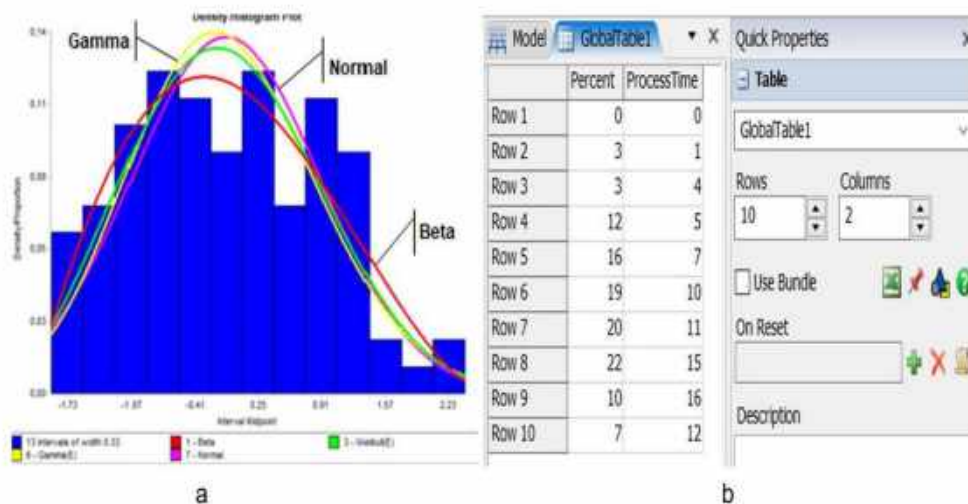 Density Histogram Plot
Gamma
Normal
Beta
0.14
0.11
0.03
0.00
Density/Proportion
-1.73
-0.41
0.25
0.91
1.57
2.23
Interval Midpoint
13 intervals of width 0.33
1 - Beta
3 - Weibull(E)
6 - Gamma(E)
7 - Normal
a
Model
GlobalTable1
X
Percent ProcessTime
Row 1 0 0
Row 2 3 1
Row 3 3 4
Row 4 12 5
Row 5 16 7
Row 6 19 10
Row 7 20 11
Row 8 22 15
Row 9 10 16
Row 10 7 12
Quick Properties
Table
GlobalTable1
Rows Columns
10 2
Use Bundle
On Reset
Description
b